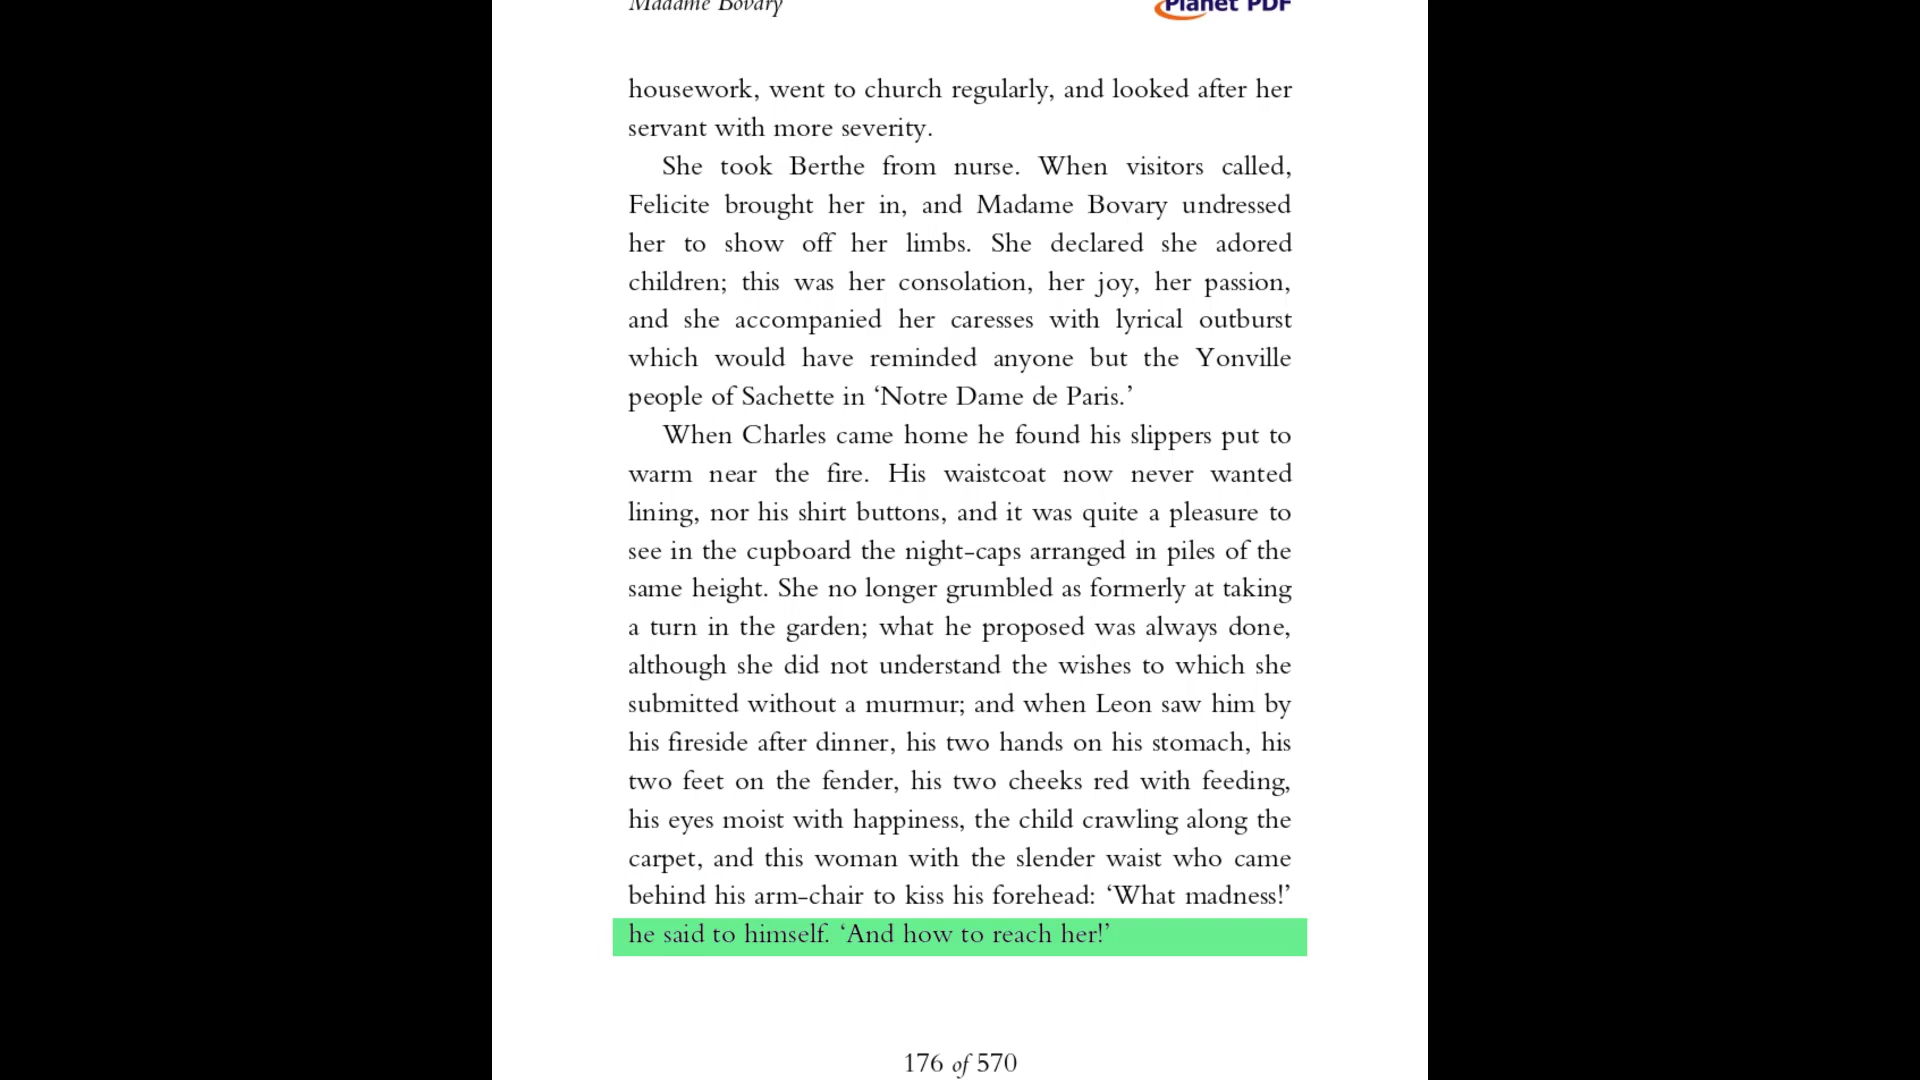 Madame Bovary
Planet PDF
housework, went to church regularly, and looked after her
servant with more severity.
She took Berthe from nurse. When visitors called,
Felicite brought her in, and Madame Bovary undressed
her to show off her limbs. She declared she adored
children; this was her consolation, her joy, her passion,
and she accompanied her caresses with lyrical outburst
which would have reminded anyone but the Yonville
people of Sachette in ‘Notre Dame de Paris.’
When Charles came home he found his slippers put to
warm near the fire. His waistcoat now never wanted
lining, nor his shirt buttons, and it was quite a pleasure to
see in the cupboard the night-caps arranged in piles of the
same height. She no longer grumbled as formerly at taking
a turn in the garden; what he proposed was always done,
although she did not understand the wishes to which she
submitted without a murmur; and when Leon saw him by
his fireside after dinner, his two hands on his stomach, his
two feet on the fender, his two cheeks red with feeding,
his eyes moist with happiness, the child crawling along the
carpet, and this woman with the slender waist who came
behind his arm-chair to kiss his forehead: ‘What madness!’
he said to himself. ‘And how to reach her!’
176 of 570